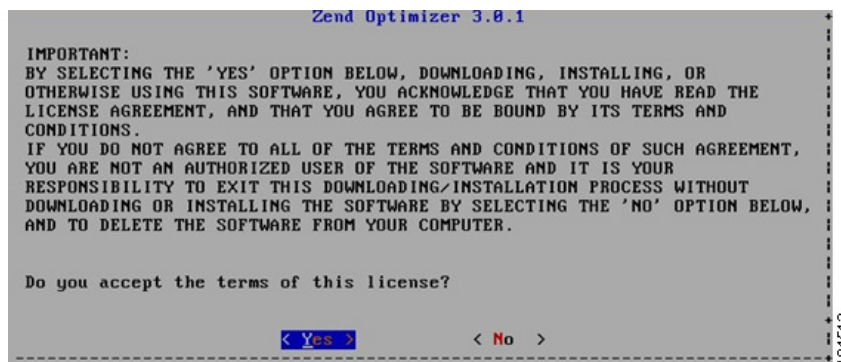 Zend Optimizer 3.0.1
IMPORTANT:
BY SELECTING THE 'YES' OPTION BELOW, DOWNLOADING, INSTALLING, OR
OTHERWISE USING THIS SOFTWARE, YOU ACKNOWLEDGE THAT YOU HAVE READ THE
LICENSE AGREEMENT, AND THAT YOU AGREE TO BE BOUND BY ITS TERMS AND
CONDITIONS.
IF YOU DO NOT AGREE TO ALL OF THE TERMS AND CONDITIONS OF SUCH AGREEMENT,
YOU ARE NOT AN AUTHORIZED USER OF THE SOFTWARE AND IT IS YOUR
RESPONSIBILITY TO EXIT THIS DOWNLOADING/INSTALLATION PROCESS WITHOUT
DOWNLOADING OR INSTALLING THE SOFTWARE BY SELECTING THE 'NO' OPTION BELOW,
AND TO DELETE THE SOFTWARE FROM YOUR COMPUTER.
Do you accept the terms of this license?
< Yes > < No >